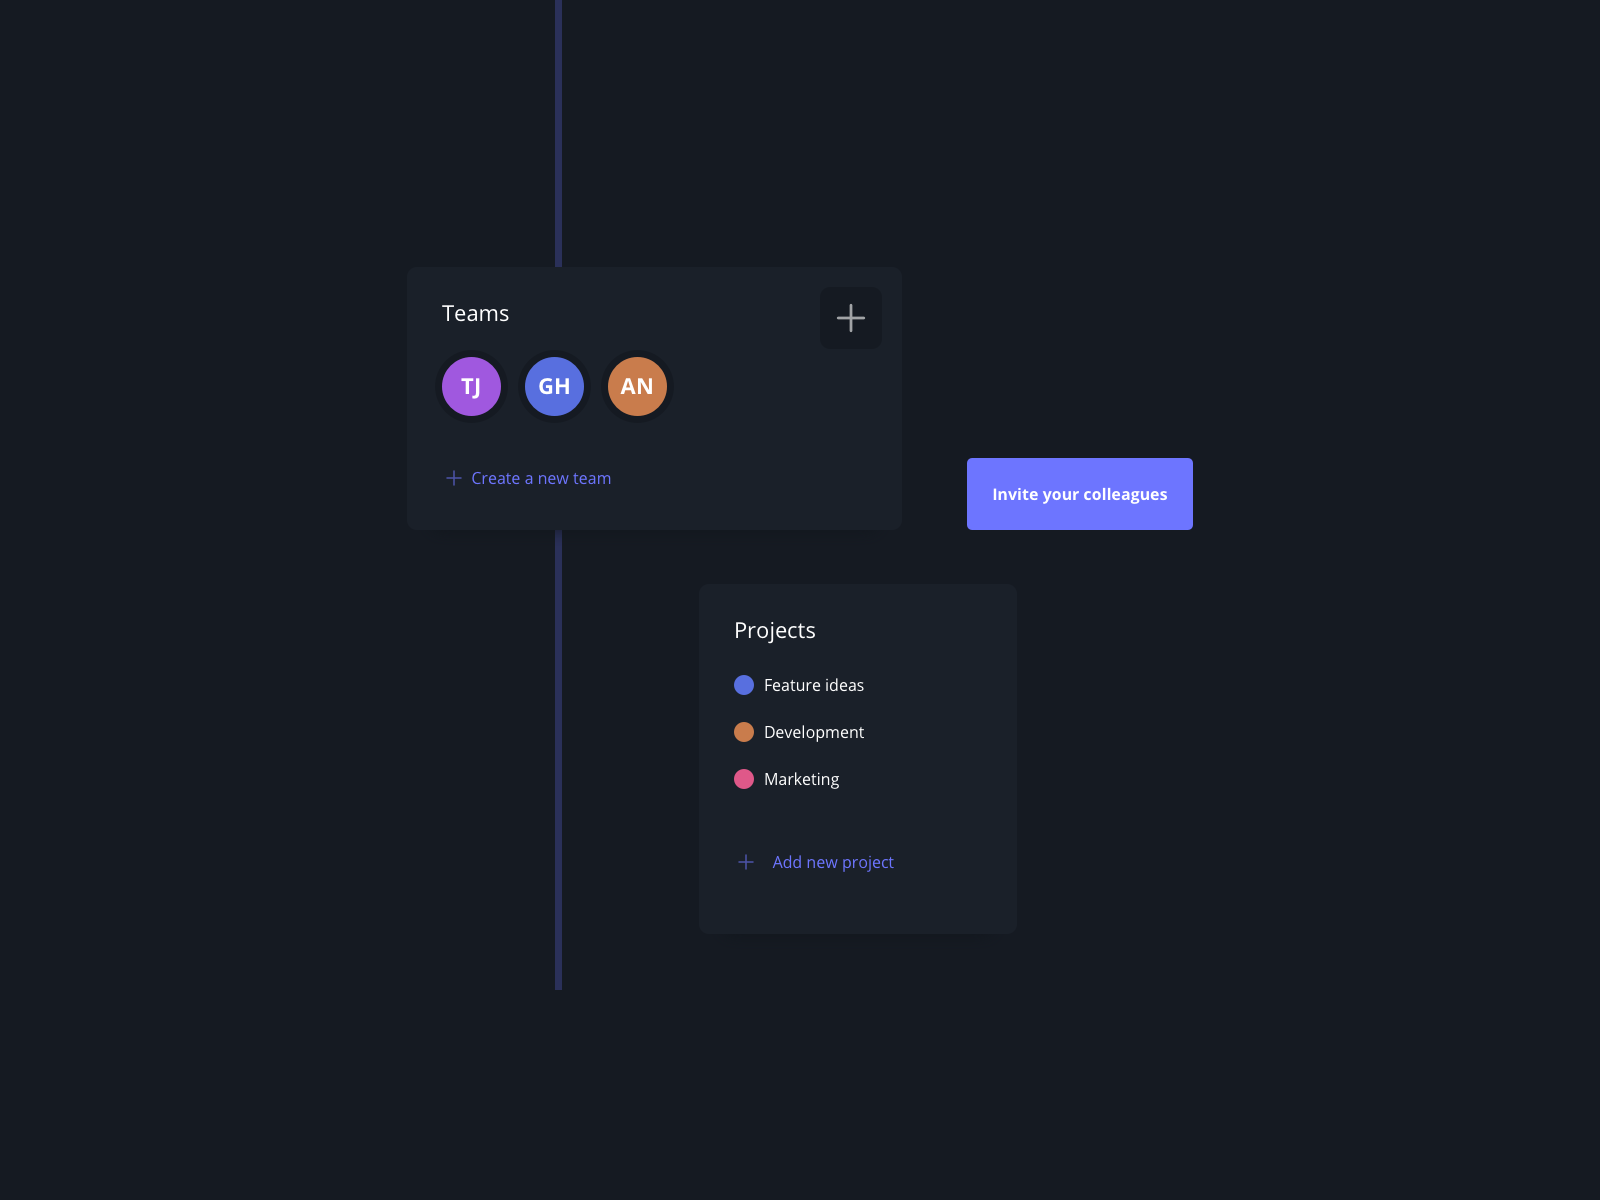 Teams
TJ GH AN
Create a new team
Invite your colleagues
Projects
Feature ideas
Development
Marketing
Add new project